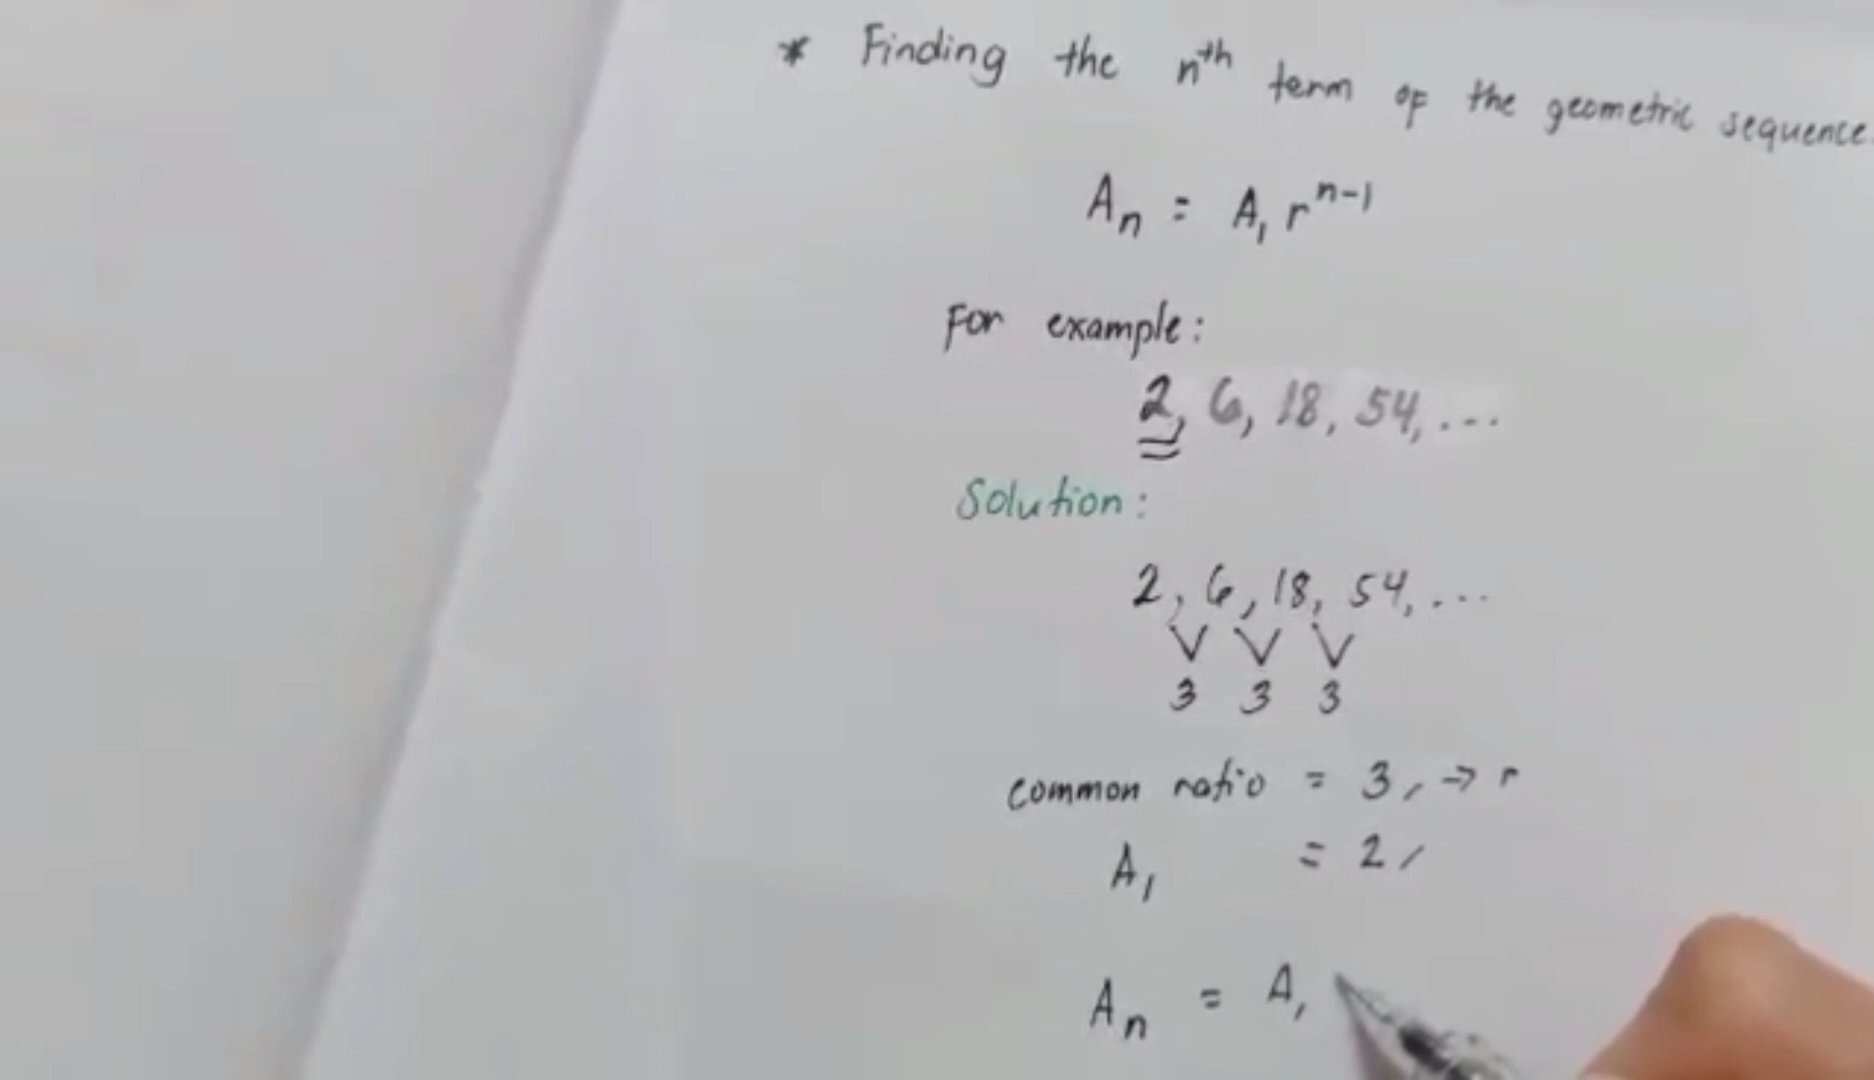 * Finding the nth term of the geometric sequence.
An = A1 r^n-1
For example:
2, 6, 18, 54, ...
Solution:
2, 6, 18, 54, ...
3 3 3
common ratio = 3, → r
A1 = 2,
An = A1